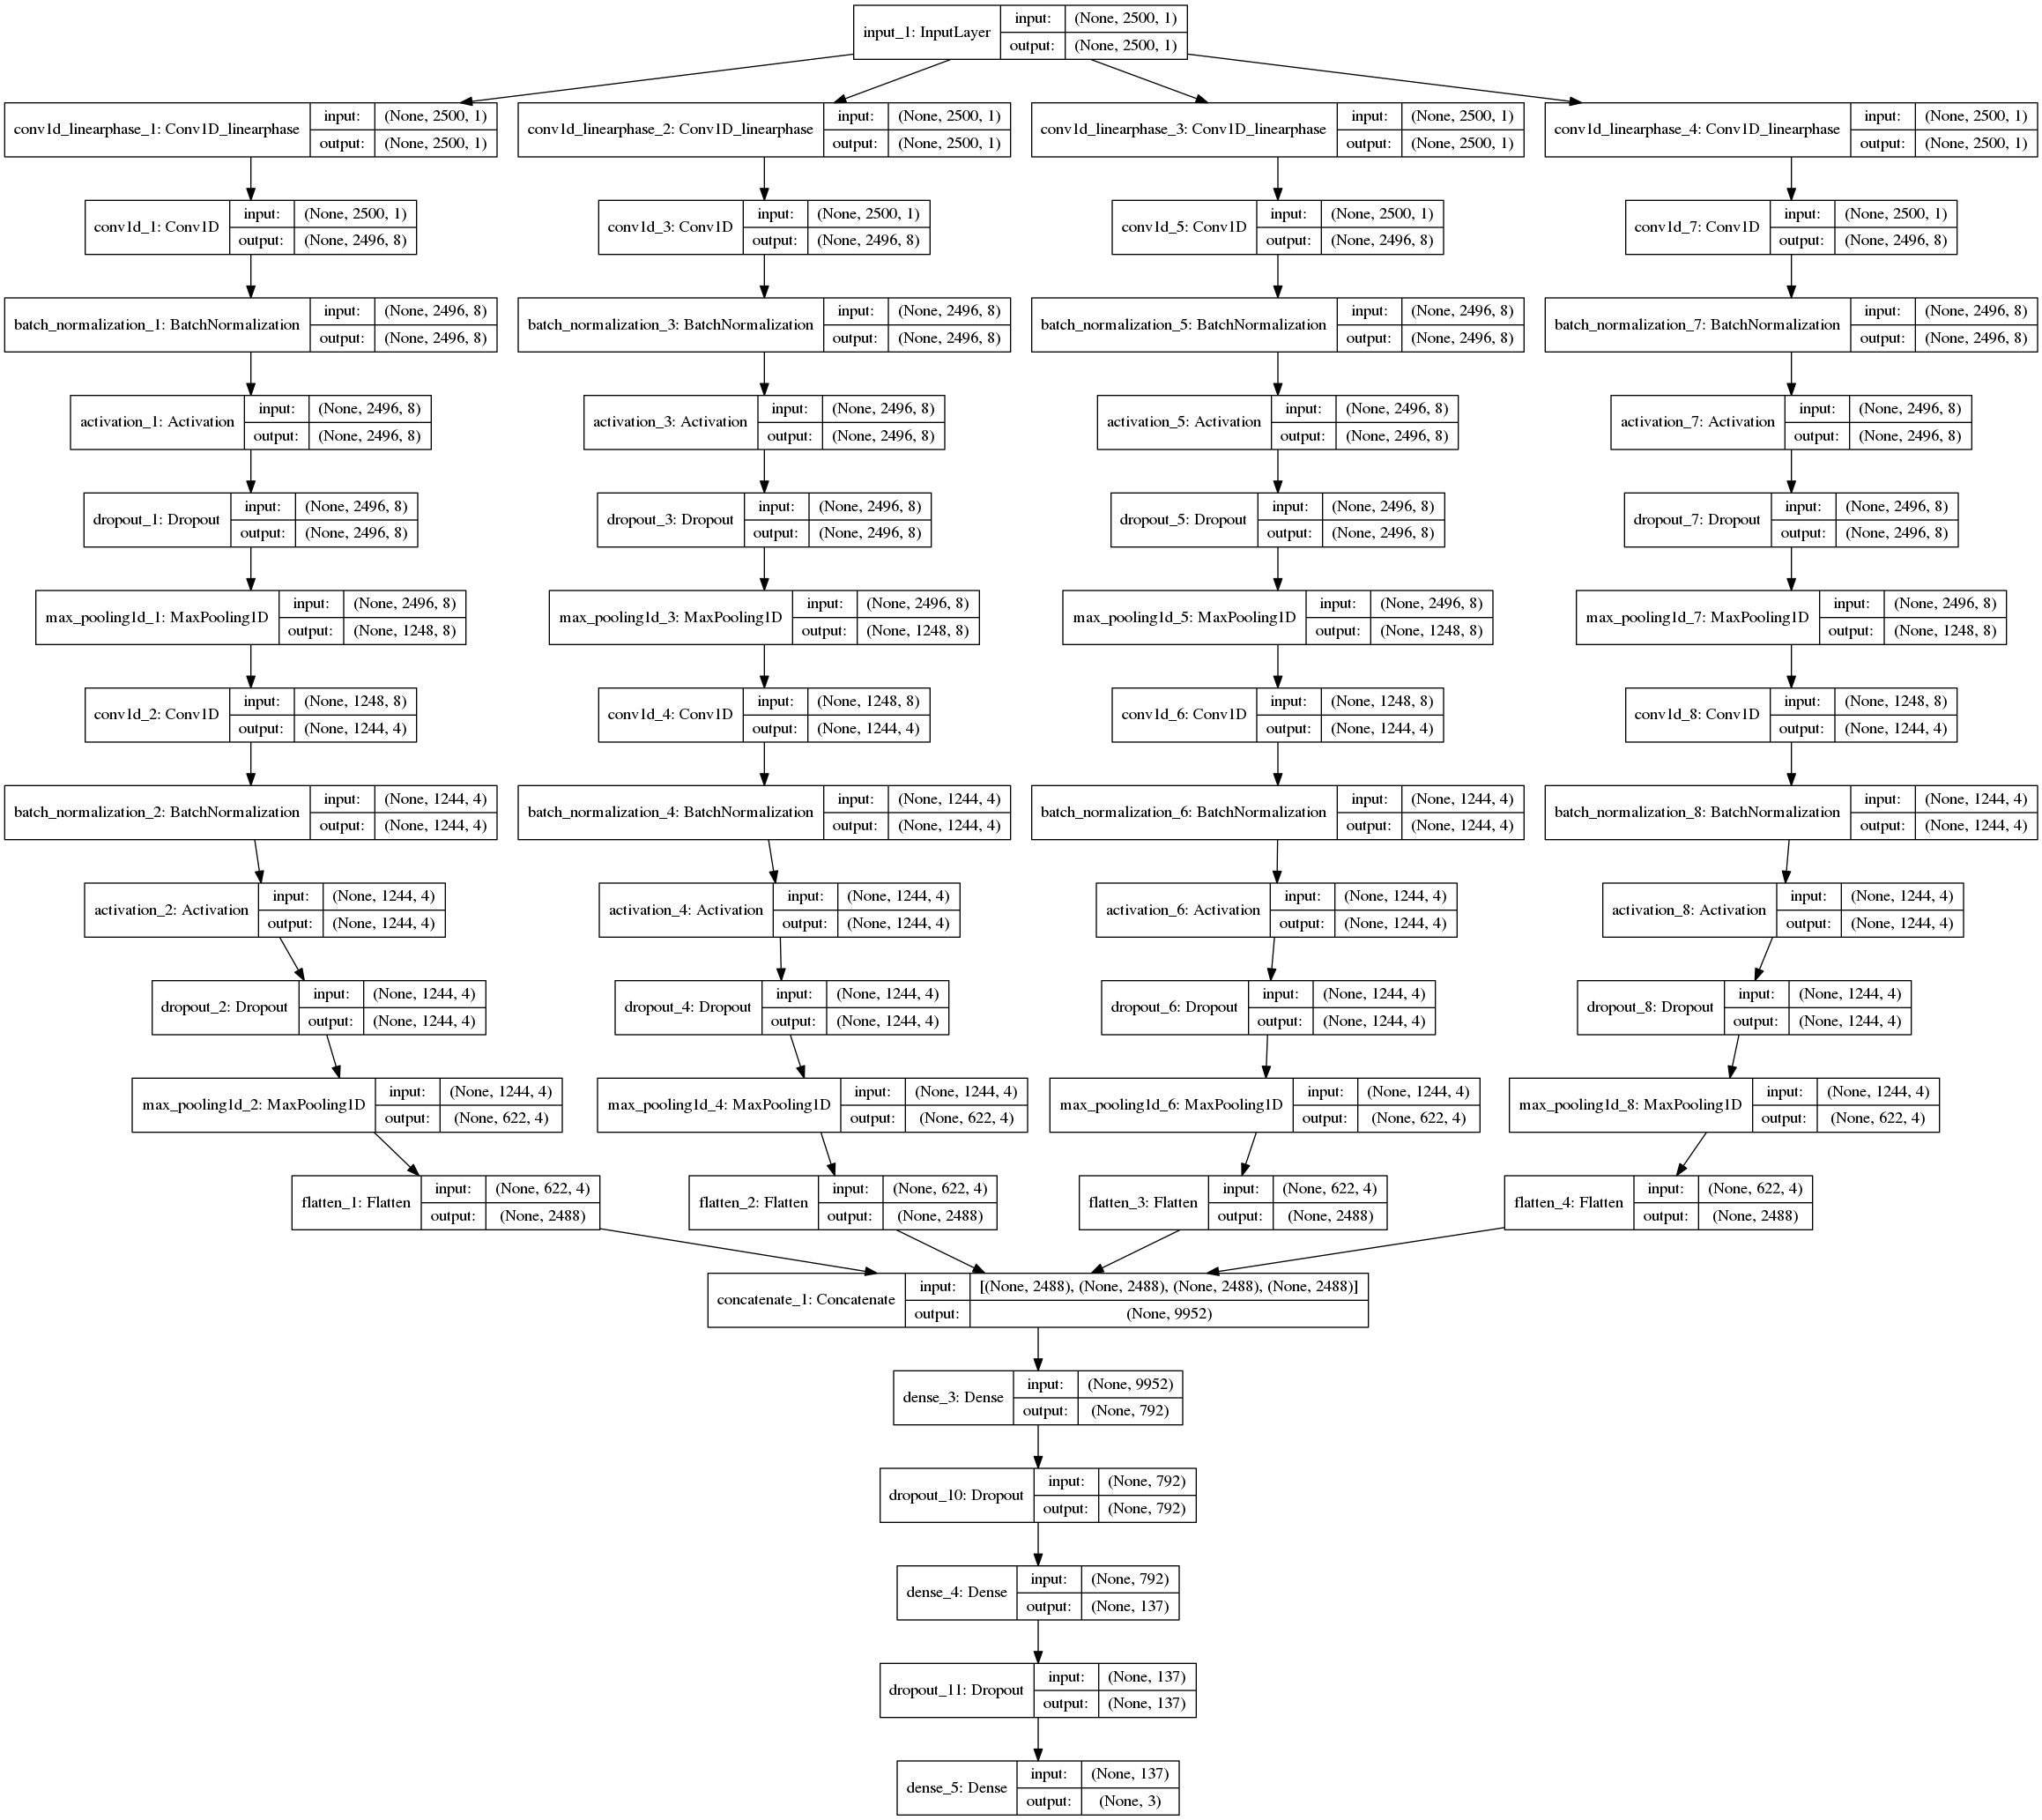 input_1: InputLayer
input: (None, 2500, 1)
output: (None, 2500, 1)
conv1d_linearphase_1: Conv1D_linearphase
input: (None, 2500, 1)
output: (None, 2500, 1)
conv1d_linearphase_2: Conv1D_linearphase
input: (None, 2500, 1)
output: (None, 2500, 1)
conv1d_linearphase_3: Conv1D_linearphase
input: (None, 2500, 1)
output: (None, 2500, 1)
conv1d_linearphase_4: Conv1D_linearphase
input: (None, 2500, 1)
output: (None, 2500, 1)
conv1d_1: Conv1D
input: (None, 2500, 1)
output: (None, 2496, 8)
conv1d_3: Conv1D
input: (None, 2500, 1)
output: (None, 2496, 8)
conv1d_5: Conv1D
input: (None, 2500, 1)
output: (None, 2496, 8)
conv1d_7: Conv1D
input: (None, 2500, 1)
output: (None, 2496, 8)
batch_normalization_1: BatchNormalization
input: (None, 2496, 8)
output: (None, 2496, 8)
batch_normalization_3: BatchNormalization
input: (None, 2496, 8)
output: (None, 2496, 8)
batch_normalization_5: BatchNormalization
input: (None, 2496, 8)
output: (None, 2496, 8)
batch_normalization_7: BatchNormalization
input: (None, 2496, 8)
output: (None, 2496, 8)
activation_1: Activation
input: (None, 2496, 8)
output: (None, 2496, 8)
activation_3: Activation
input: (None, 2496, 8)
output: (None, 2496, 8)
activation_5: Activation
input: (None, 2496, 8)
output: (None, 2496, 8)
activation_7: Activation
input: (None, 2496, 8)
output: (None, 2496, 8)
dropout_1: Dropout
input: (None, 2496, 8)
output: (None, 2496, 8)
dropout_3: Dropout
input: (None, 2496, 8)
output: (None, 2496, 8)
dropout_5: Dropout
input: (None, 2496, 8)
output: (None, 2496, 8)
dropout_7: Dropout
input: (None, 2496, 8)
output: (None, 2496, 8)
max_pooling1d_1: MaxPooling1D
input: (None, 2496, 8)
output: (None, 1248, 8)
max_pooling1d_3: MaxPooling1D
input: (None, 2496, 8)
output: (None, 1248, 8)
max_pooling1d_5: MaxPooling1D
input: (None, 2496, 8)
output: (None, 1248, 8)
max_pooling1d_7: MaxPooling1D
input: (None, 2496, 8)
output: (None, 1248, 8)
conv1d_2: Conv1D
input: (None, 1248, 8)
output: (None, 1244, 4)
conv1d_4: Conv1D
input: (None, 1248, 8)
output: (None, 1244, 4)
conv1d_6: Conv1D
input: (None, 1248, 8)
output: (None, 1244, 4)
conv1d_8: Conv1D
input: (None, 1248, 8)
output: (None, 1244, 4)
batch_normalization_2: BatchNormalization
input: (None, 1244, 4)
output: (None, 1244, 4)
batch_normalization_4: BatchNormalization
input: (None, 1244, 4)
output: (None, 1244, 4)
batch_normalization_6: BatchNormalization
input: (None, 1244, 4)
output: (None, 1244, 4)
batch_normalization_8: BatchNormalization
input: (None, 1244, 4)
output: (None, 1244, 4)
activation_2: Activation
input: (None, 1244, 4)
output: (None, 1244, 4)
activation_4: Activation
input: (None, 1244, 4)
output: (None, 1244, 4)
activation_6: Activation
input: (None, 1244, 4)
output: (None, 1244, 4)
activation_8: Activation
input: (None, 1244, 4)
output: (None, 1244, 4)
dropout_2: Dropout
input: (None, 1244, 4)
output: (None, 1244, 4)
dropout_4: Dropout
input: (None, 1244, 4)
output: (None, 1244, 4)
dropout_6: Dropout
input: (None, 1244, 4)
output: (None, 1244, 4)
dropout_8: Dropout
input: (None, 1244, 4)
output: (None, 1244, 4)
max_pooling1d_2: MaxPooling1D
input: (None, 1244, 4)
output: (None, 622, 4)
max_pooling1d_4: MaxPooling1D
input: (None, 1244, 4)
output: (None, 622, 4)
max_pooling1d_6: MaxPooling1D
input: (None, 1244, 4)
output: (None, 622, 4)
max_pooling1d_8: MaxPooling1D
input: (None, 1244, 4)
output: (None, 622, 4)
flatten_1: Flatten
input: (None, 622, 4)
output: (None, 2488)
flatten_2: Flatten
input: (None, 622, 4)
output: (None, 2488)
flatten_3: Flatten
input: (None, 622, 4)
output: (None, 2488)
flatten_4: Flatten
input: (None, 622, 4)
output: (None, 2488)
concatenate_1: Concatenate
input: [(None, 2488), (None, 2488), (None, 2488), (None, 2488)]
output: (None, 9952)
dense_3: Dense
input: (None, 9952)
output: (None, 792)
dropout_10: Dropout
input: (None, 792)
output: (None, 792)
dense_4: Dense
input: (None, 792)
output: (None, 137)
dropout_11: Dropout
input: (None, 137)
output: (None, 137)
dense_5: Dense
input: (None, 137)
output: (None, 3)